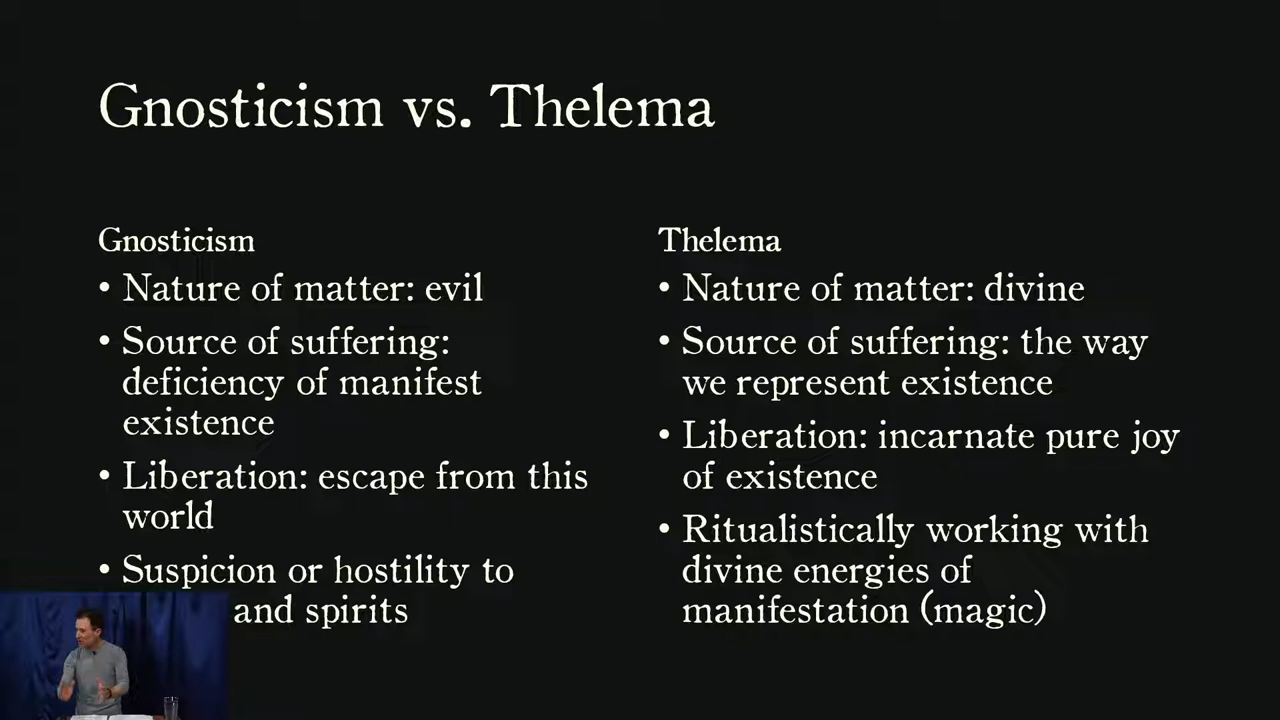 Gnosticism vs. Thelema
Gnosticism
• Nature of matter: evil
• Source of suffering:
deficiency of manifest
existence
• Liberation: escape from this
world
• Suspicion or hostility to
and spirits
Thelema
• Nature of matter: divine
• Source of suffering: the way
we represent existence
• Liberation: incarnate pure joy
of existence
• Ritualistically working with
divine energies of
manifestation (magic)